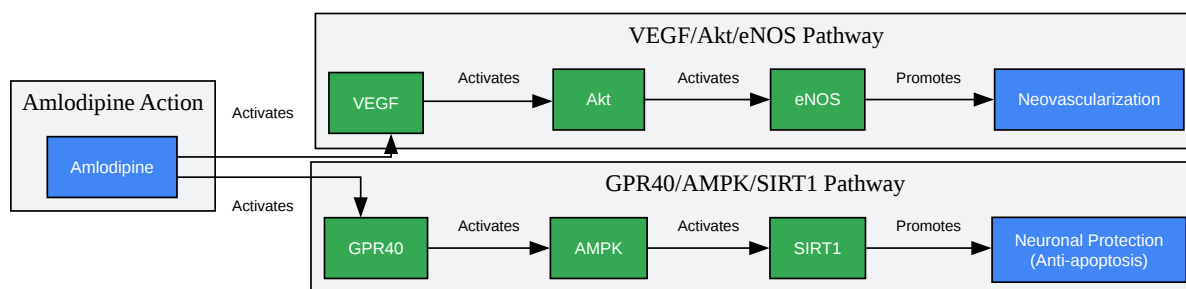 VEGF/Akt/eNOS Pathway
Activates
Activates
Promotes
VEGF
Akt
eNOS
Neovascularization
Amlodipine Action
Activates
Amlodipine
Activates
GPR40/AMPK/SIRT1 Pathway
Activates
Activates
Promotes
GPR40
AMPK
SIRT1
Neuronal Protection
(Anti-apoptosis)